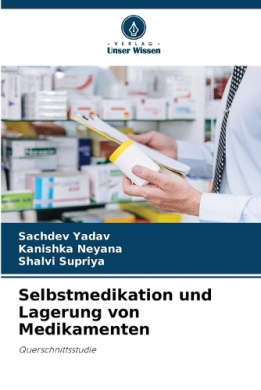 - VERLAG -
Unser Wissen
Sachdev Yadav
Kanishka Neyana
Shalvi Supriya
Selbstmedikation und
Lagerung von
Medikamenten
Querschnittsstudie